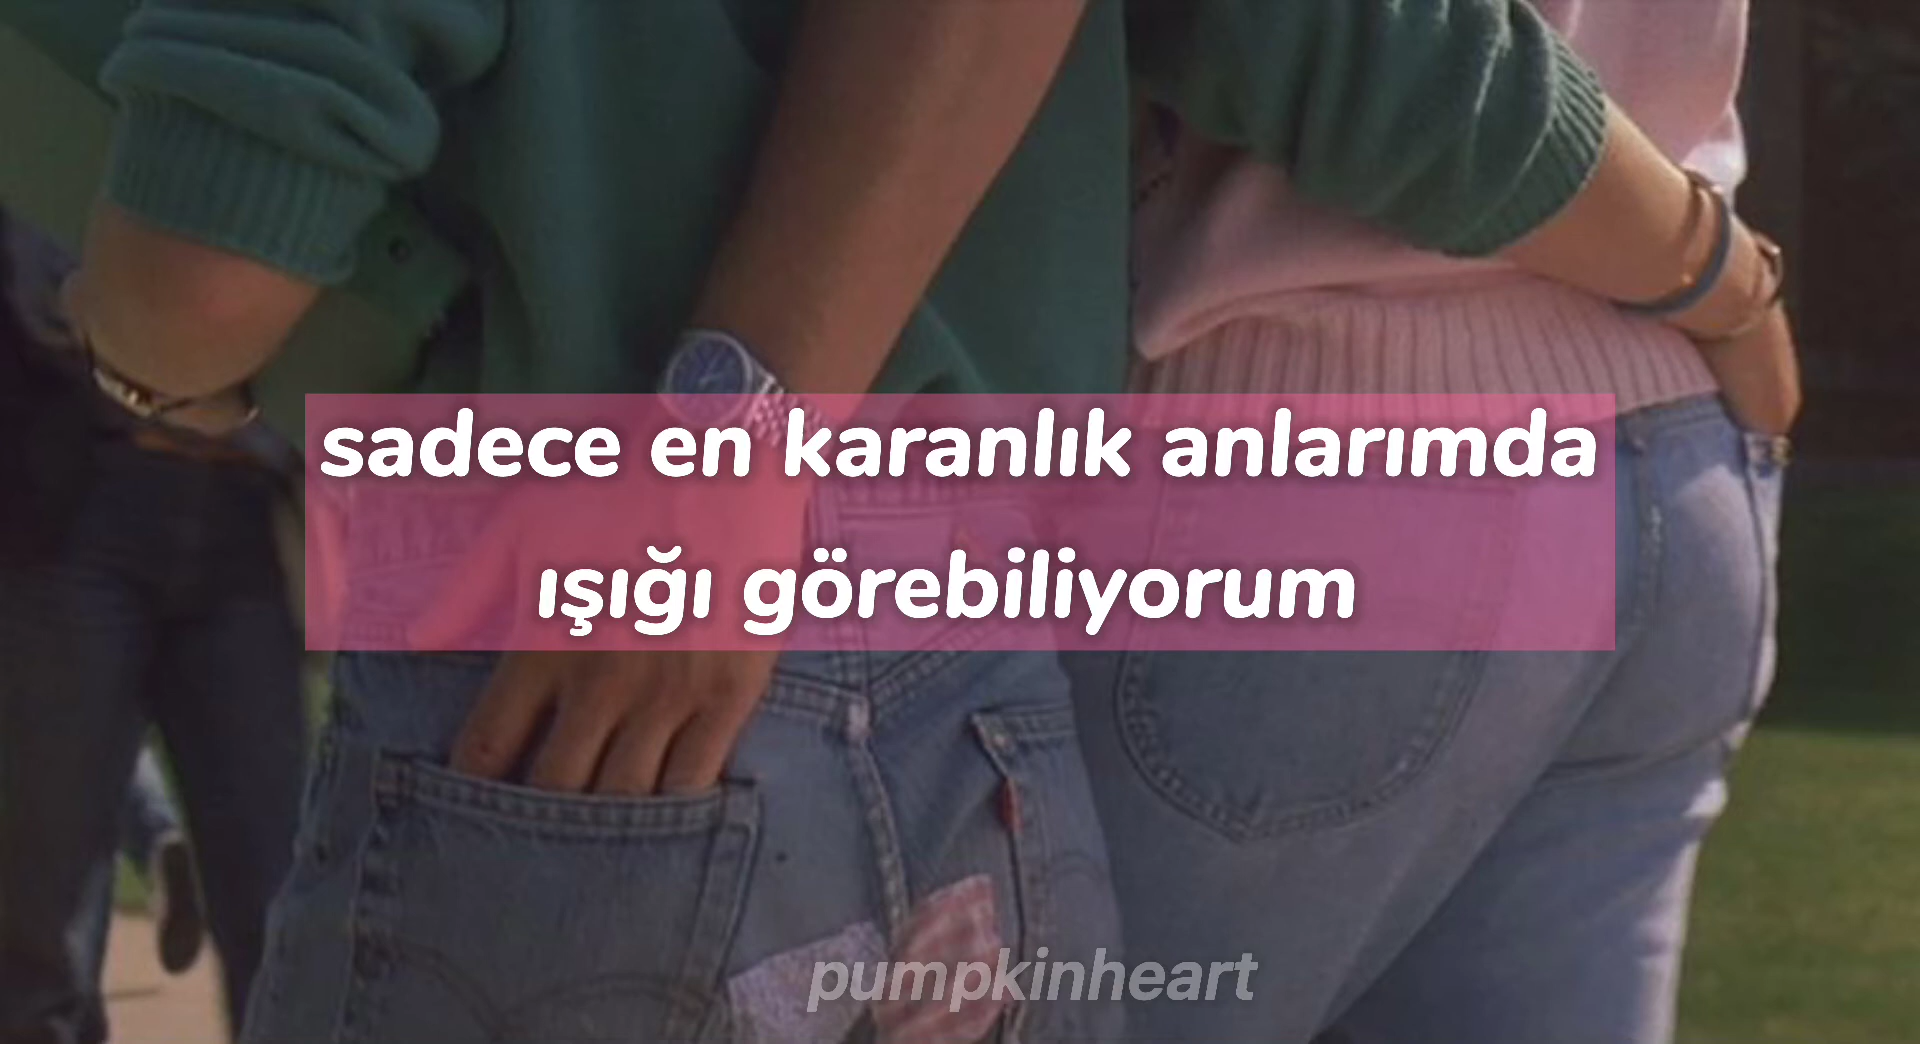 sadece en karanlık anlarımda
ışığı görebiliyorum
pumpkinheart